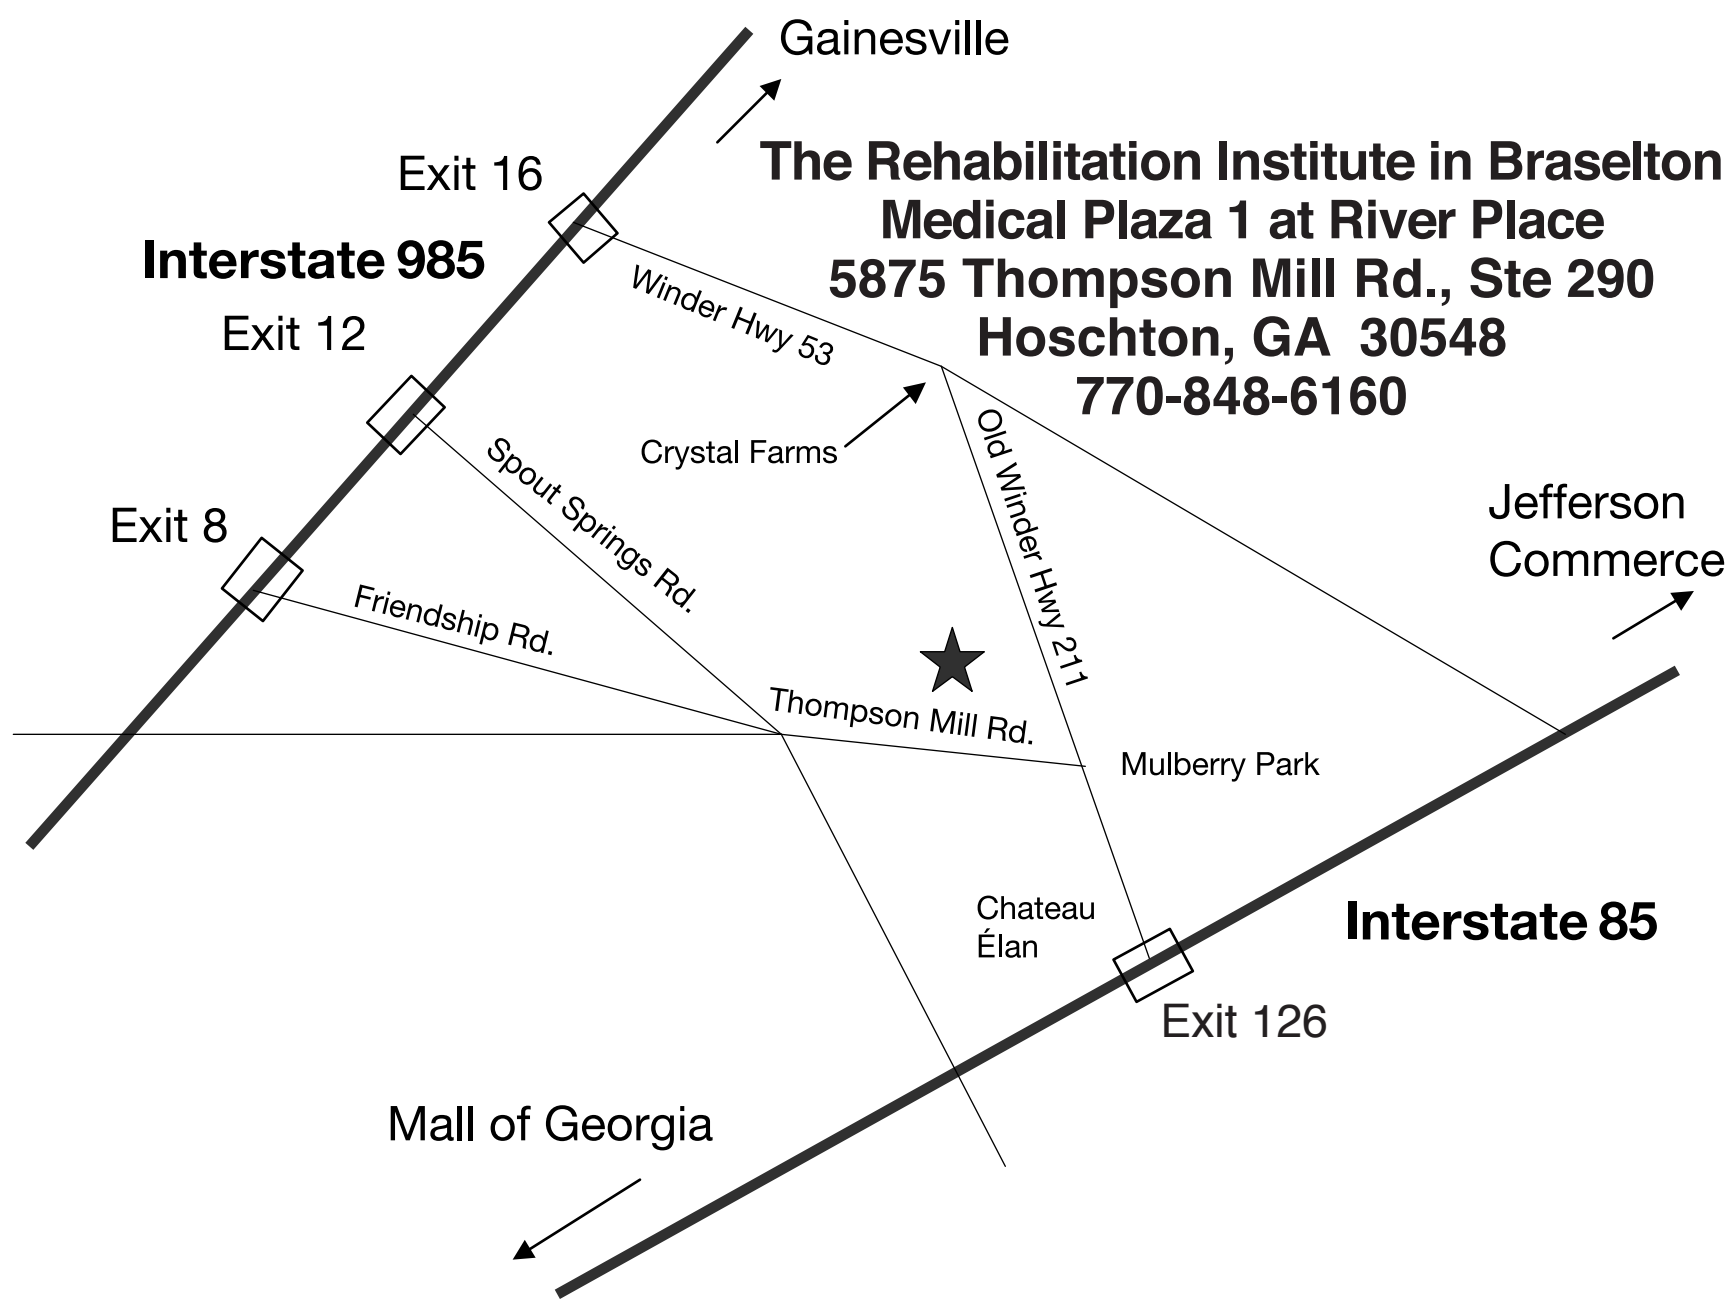 Gainesville
The Rehabilitation Institute in Braselton
Medical Plaza 1 at River Place
5875 Thompson Mill Rd., Ste 290
Hoschton, GA  30548
770-848-6160
Exit 16
Interstate 985
Winder Hwy 53
Exit 12
Crystal Farms
Old Winder Hwy 211
Spout Springs Rd.
Jefferson
Commerce
Exit 8
Friendship Rd.
Thompson Mill Rd.
Mulberry Park
Chateau
Élan
Interstate 85
Exit 126
Mall of Georgia